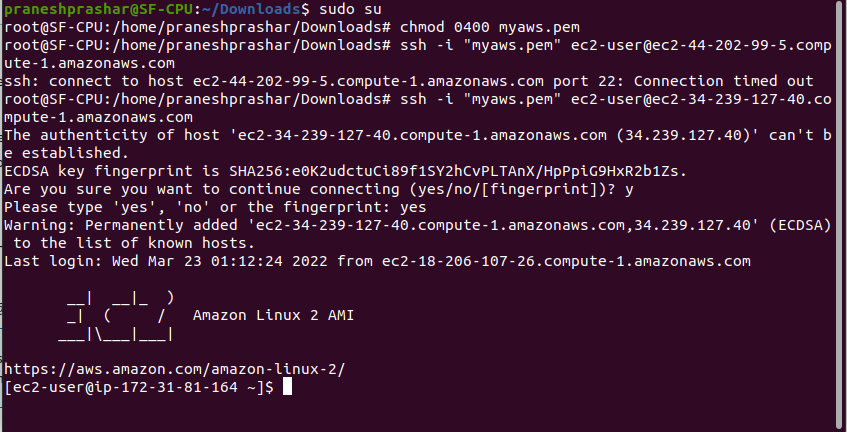 praneshprashar@SF-CPU:~/Downloads$ sudo su
root@SF-CPU:/home/praneshprashar/Downloads# chmod 0400 myaws.pem
root@SF-CPU:/home/praneshprashar/Downloads# ssh -i "myaws.pem" ec2-user@ec2-44-202-99-5.comp
ute-1.amazonaws.com
ssh: connect to host ec2-44-202-99-5.compute-1.amazonaws.com port 22: Connection timed out
root@SF-CPU:/home/praneshprashar/Downloads# ssh -i "myaws.pem" ec2-user@ec2-34-239-127-40.co
mpute-1.amazonaws.com
The authenticity of host 'ec2-34-239-127-40.compute-1.amazonaws.com (34.239.127.40)' can't b
e established.
ECDSA key fingerprint is SHA256:e0K2udctuCi89f1SY2hCvPLTAnX/HpPpiG9HxR2b1Zs.
Are you sure you want to continue connecting (yes/no/[fingerprint])? y
Please type 'yes', 'no' or the fingerprint: yes
Warning: Permanently added 'ec2-34-239-127-40.compute-1.amazonaws.com,34.239.127.40' (ECDSA)
 to the list of known hosts.
Last login: Wed Mar 23 01:12:24 2022 from ec2-18-206-107-26.compute-1.amazonaws.com

       __|  __|_  )
       _|  (     /   Amazon Linux 2 AMI
      ___|\___|___|

https://aws.amazon.com/amazon-linux-2/
[ec2-user@ip-172-31-81-164 ~]$